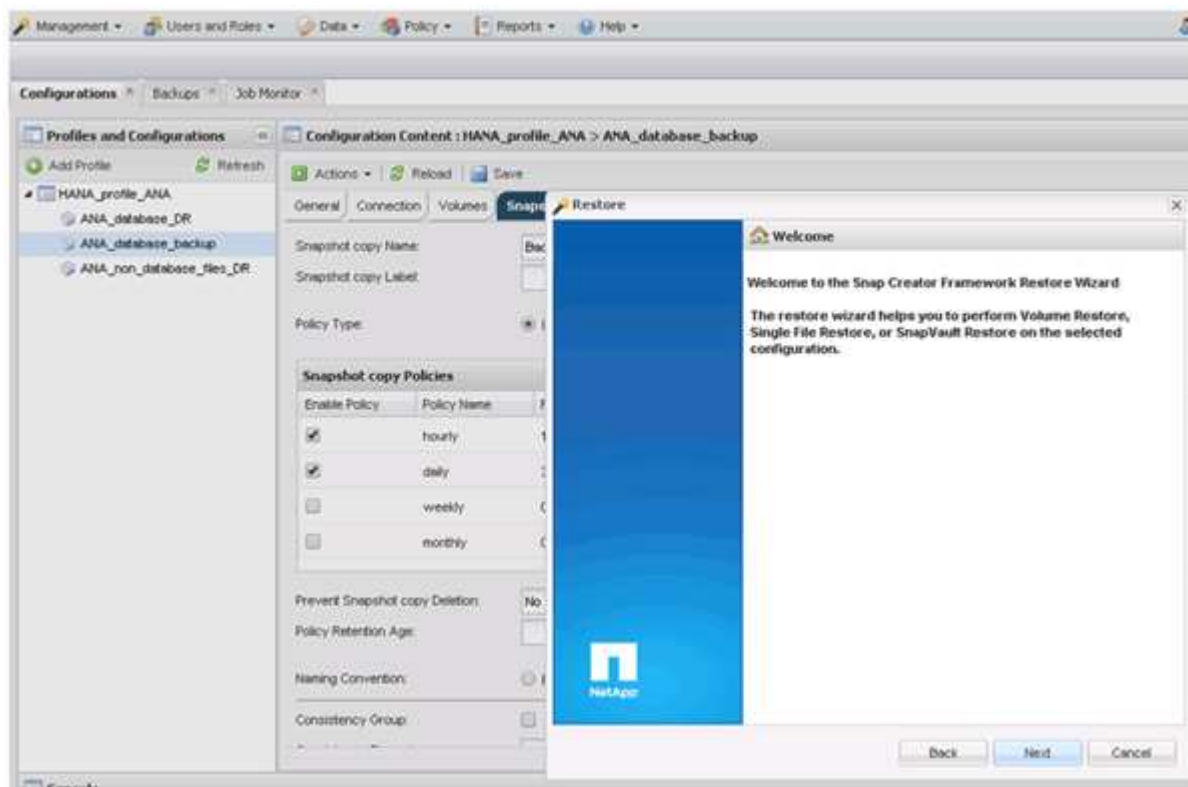 Management Users and Roles Data Policy Reports Help
Configurations Backups Job Monitor
Profiles and Configurations
Configuration Content : HANA_profile_ANA > ANA_database_backup
Add Profile Refresh
Actions Reload Save
HANA_profile_ANA
ANA_database_DR
ANA_database_backup
ANA_non_database_files_DR
General Connection Volumes
Snapshot copy Name:
Snapshot copy Label:
Policy Type:
Snapshot copy Policies
Enable Policy Policy Name
hourly
daily
weekly
monthly
Prevent Snapshot copy Deletion: No
Policy Retention Age:
Naming Convention:
Consistency Group:
Restore
Welcome
Welcome to the Snap Creator Framework Restore Wizard
The restore wizard helps you to perform Volume Restore,
Single File Restore, or SnapVault Restore on the selected
configuration.
NetApp
Back Next Cancel